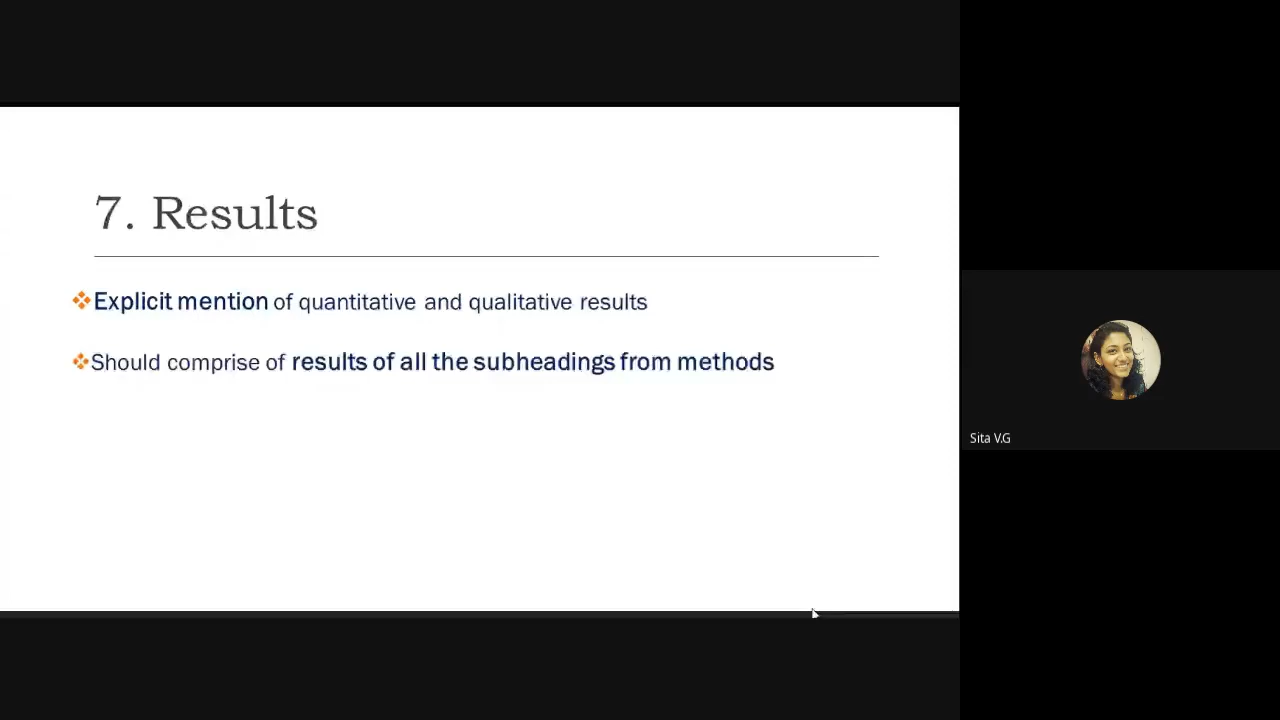 7. Results
Explicit mention of quantitative and qualitative results
Should comprise of results of all the subheadings from methods
Sita V.G